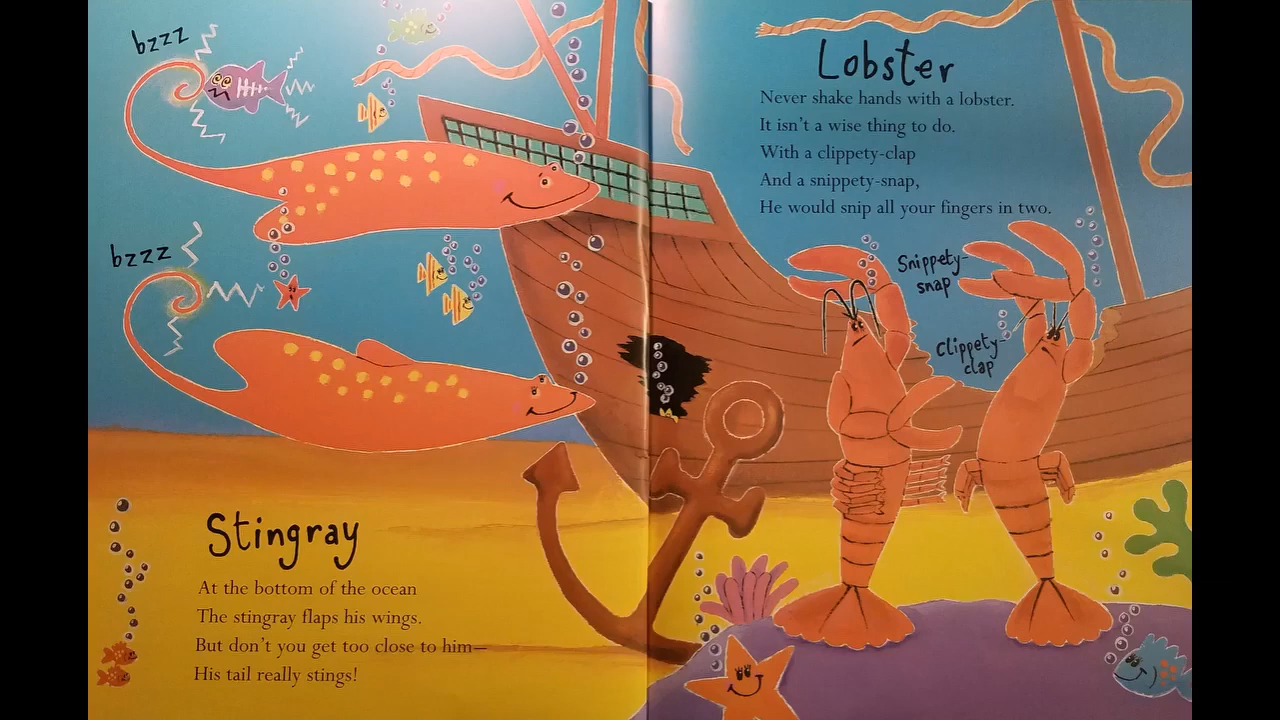 bzzz
bzzz
Stingray
At the bottom of the ocean
The stingray flaps his wings.
But don't you get too close to him—
His tail really stings!
Lobster
Never shake hands with a lobster.
It isn't a wise thing to do.
With a clippety-clap
And a snippety-snap,
He would snip all your fingers in two.
Snippety-
snap
Clippety-
clap